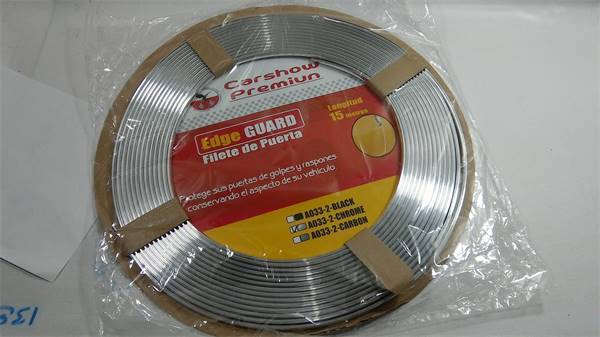 Carshow
Premiun
Longitud
15 metros
Edge GUARD
Filete de Puerta
Protege sus puertas de golpes y raspones
conservando el aspecto de su vehículo
A033-2-BLACK
A033-2-CHROME
A033-2-CARBON